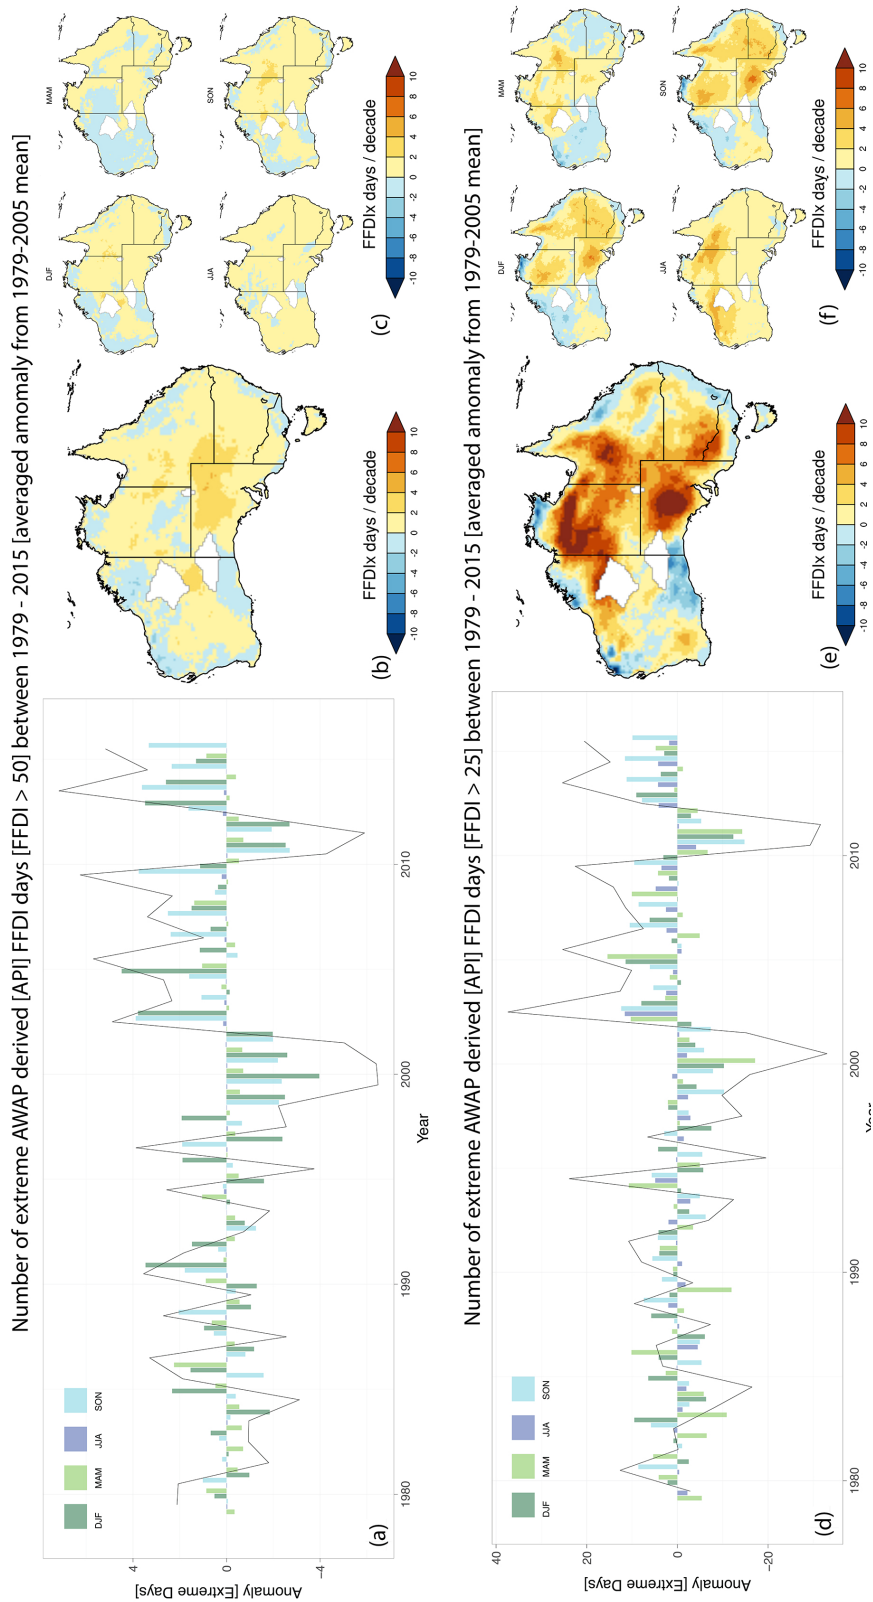 Number of extreme AWAP derived [API] FFDI days [FFDI > 50] between 1979 - 2015 [averaged amomaly from 1979-2005 mean]
Anomaly [Extreme Days]
4
0
−4
1980
1990
2000
2010
Year
DJF
MAM
JJA
SON
(a)
(b)
FFDIx days / decade
-10
-8
-6
-4
-2
0
2
4
6
8
10
DJF
MAM
JJA
SON
(c)
FFDIx days / decade
-10
-8
-6
-4
-2
0
2
4
6
8
10
Number of extreme AWAP derived [API] FFDI days [FFDI > 25] between 1979 - 2015 [averaged amomaly from 1979-2005 mean]
Anomaly [Extreme Days]
40
20
0
−20
1980
1990
2000
2010
DJF
MAM
JJA
SON
(d)
(e)
FFDIx days / decade
-10
-8
-6
-4
-2
0
2
4
6
8
10
DJF
MAM
JJA
SON
(f)
FFDIx days / decade
-10
-8
-6
-4
-2
0
2
4
6
8
10